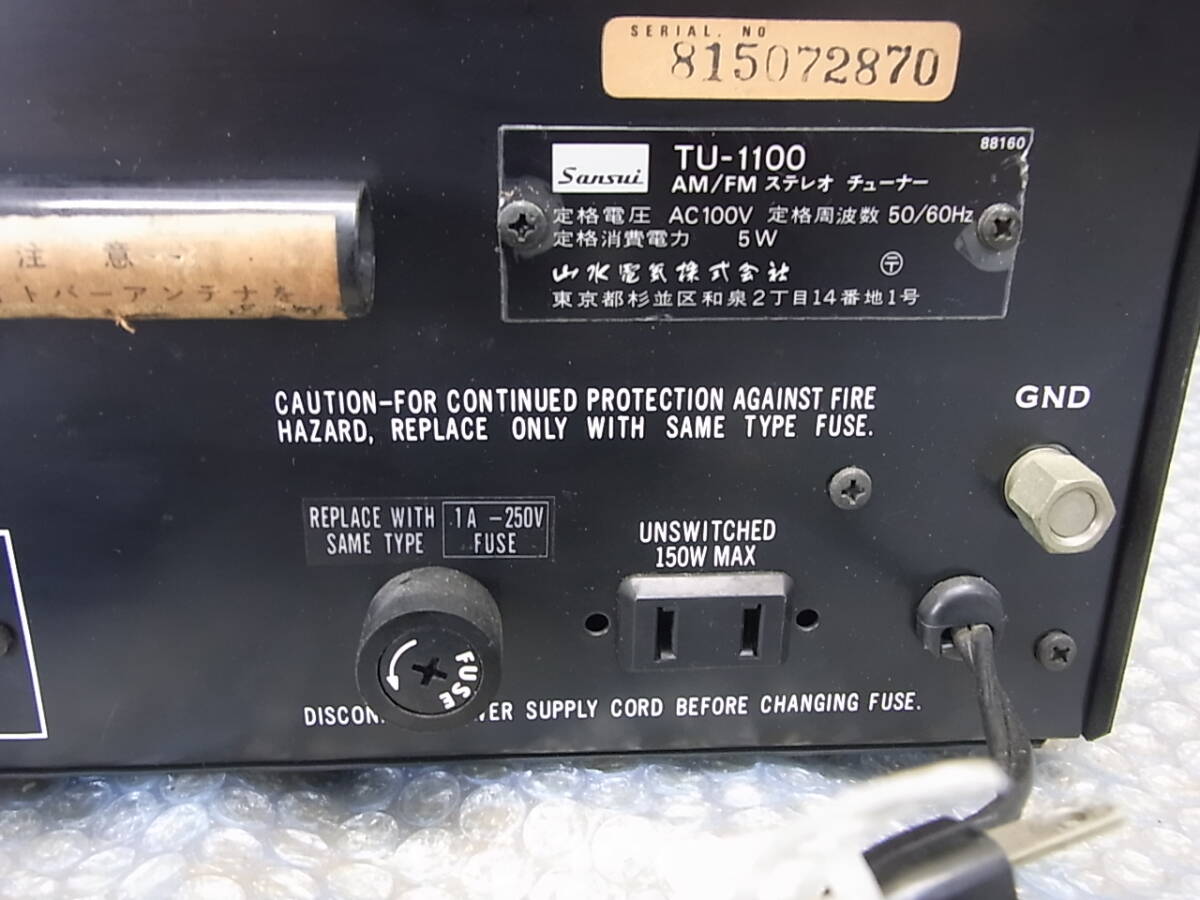 SERIAL. NO
815072870
Sansui
TU-1100
88160
AM/FM ステレオ チューナー
定格電圧 AC100V 定格周波数 50/60Hz
定格消費電力 5W
山水電気株式会社 〒
東京都杉並区和泉2丁目14番地1号
注 意
トバーアンテナを
CAUTION-FOR CONTINUED PROTECTION AGAINST FIRE
HAZARD, REPLACE ONLY WITH SAME TYPE FUSE.
GND
REPLACE WITH
SAME TYPE
1A -250V
FUSE
UNSWITCHED
150W MAX
FUSE
DISCON WER SUPPLY CORD BEFORE CHANGING FUSE.